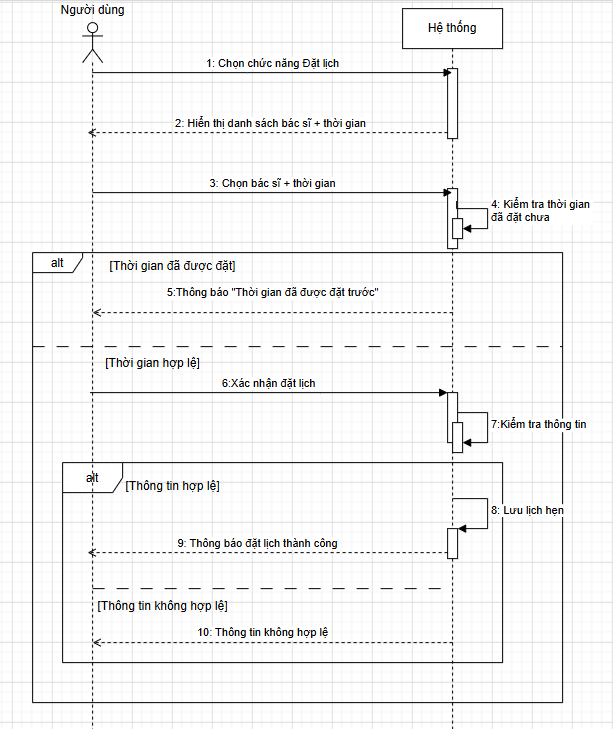 Người dùng
Hệ thống
1: Chọn chức năng Đặt lịch
2: Hiển thị danh sách bác sĩ + thời gian
3: Chọn bác sĩ + thời gian
4: Kiểm tra thời gian
đã đặt chưa
alt
[Thời gian đã được đặt]
5:Thông báo "Thời gian đã được đặt trước"
[Thời gian hợp lệ]
6:Xác nhận đặt lịch
7:Kiểm tra thông tin
alt
[Thông tin hợp lệ]
8: Lưu lịch hẹn
9: Thông báo đặt lịch thành công
[Thông tin không hợp lệ]
10: Thông tin không hợp lệ